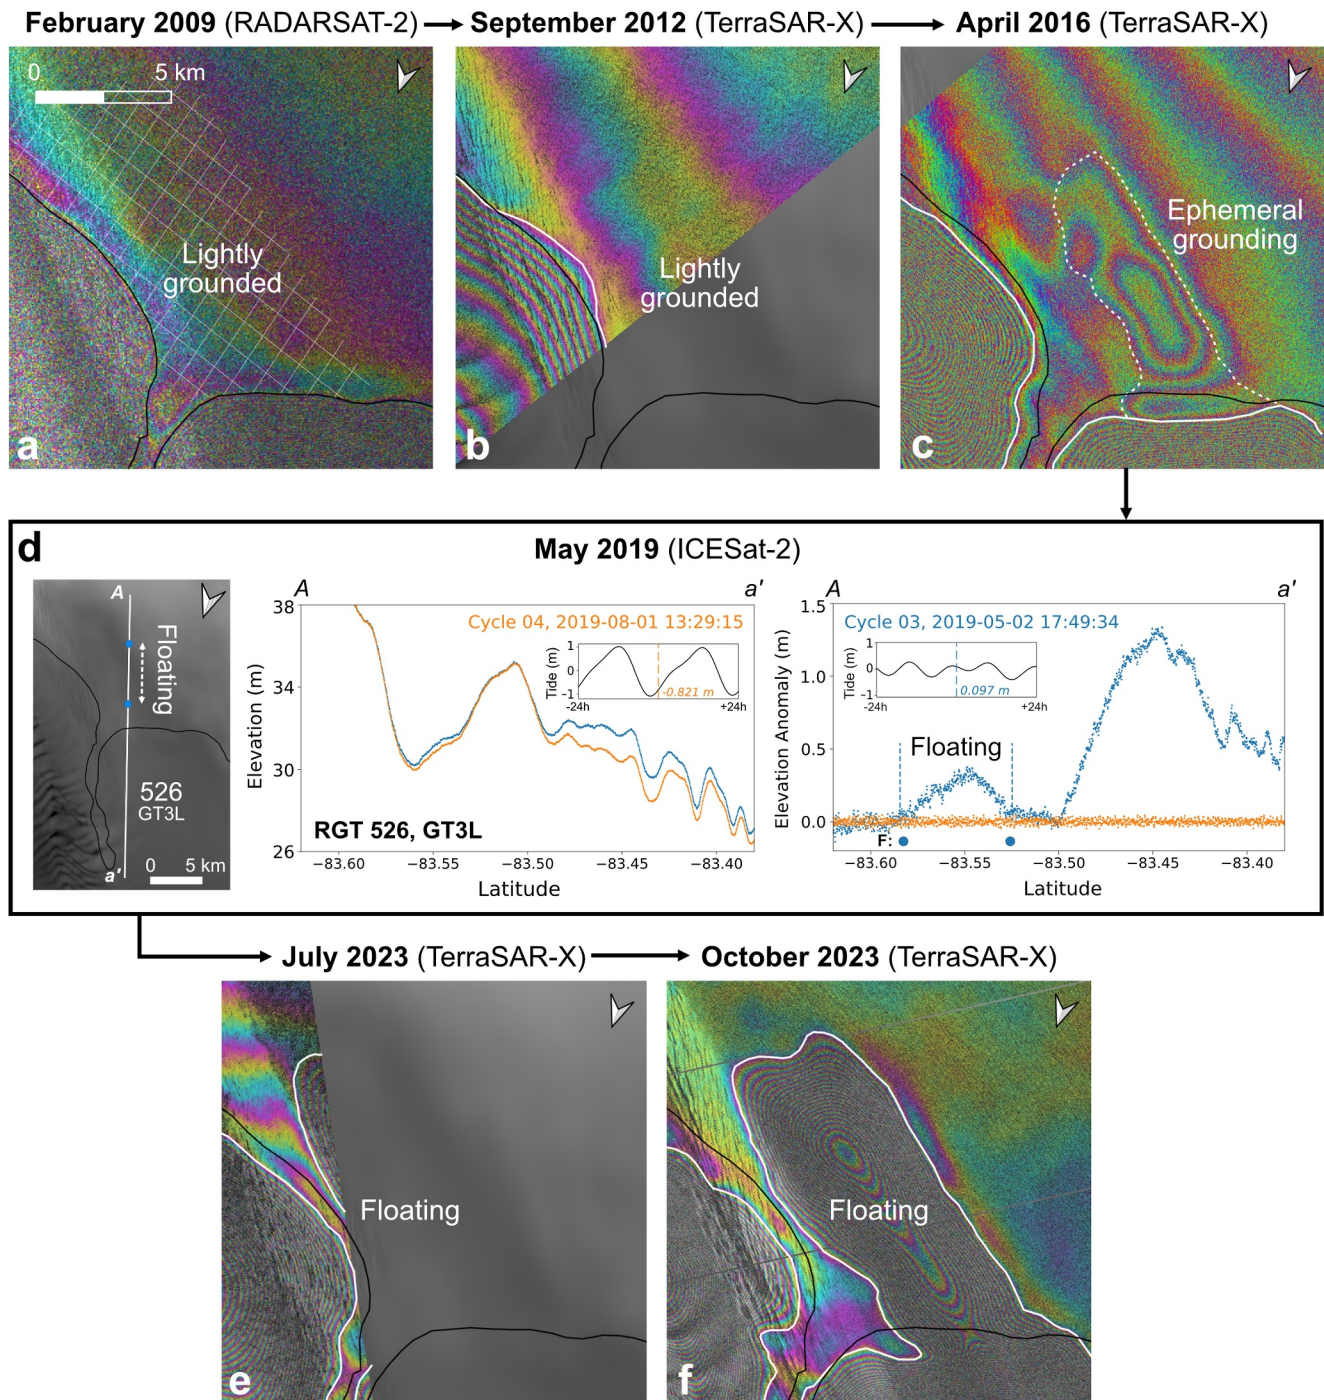 February 2009 (RADARSAT-2)
September 2012 (TerraSAR-X)
April 2016 (TerraSAR-X)
0
5 km
Lightly
grounded
a
Lightly
grounded
b
Ephemeral
grounding
c
d
May 2019 (ICESat-2)
A
Floating
526
GT3L
0
5 km
a'
A
a'
38
34
30
26
Elevation (m)
Cycle 04, 2019-08-01 13:29:15
Tide (m)
1
0
−1
-0.821 m
-24h
+24h
RGT 526, GT3L
−83.60
−83.55
−83.50
−83.45
−83.40
Latitude
A
a'
1.5
1.0
0.5
0.0
Elevation Anomaly (m)
Cycle 03, 2019-05-02 17:49:34
Tide (m)
1
0
−1
0.097 m
-24h
+24h
Floating
F:
−83.60
−83.55
−83.50
−83.45
−83.40
Latitude
July 2023 (TerraSAR-X)
October 2023 (TerraSAR-X)
Floating
e
Floating
f